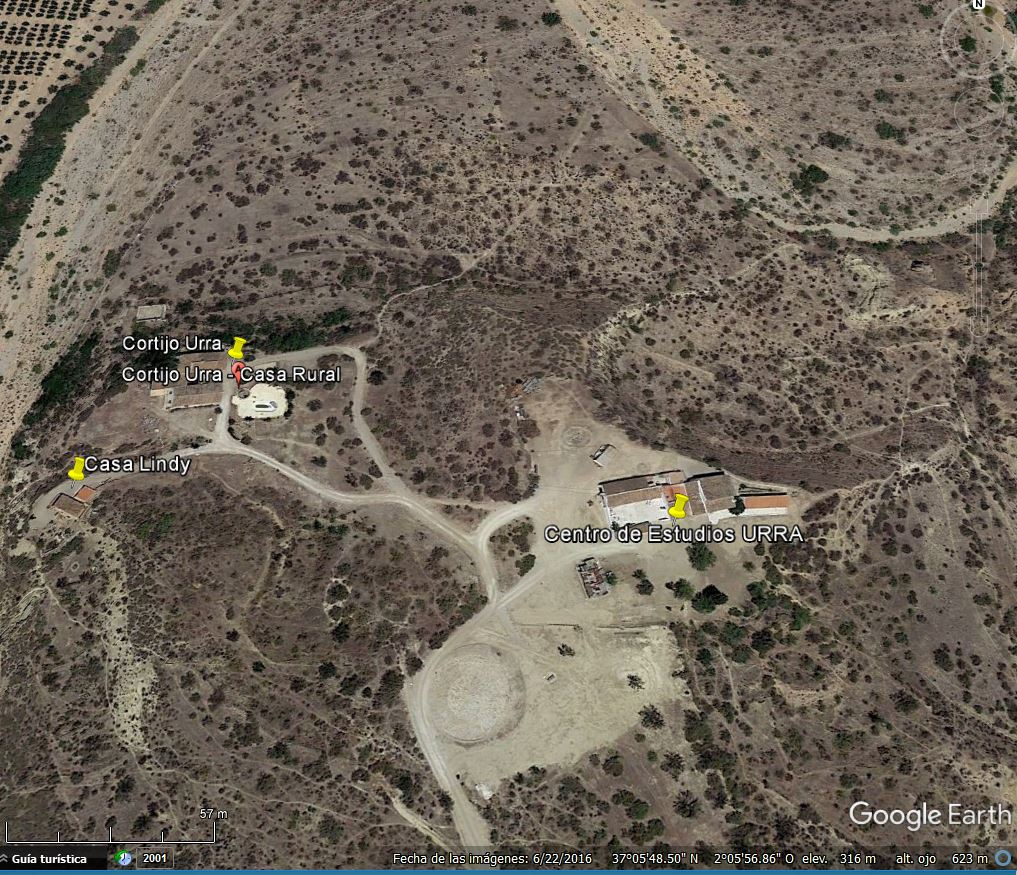 N
Cortijo Urra
Cortijo Urra - Casa Rural
Casa Lindy
Centro de Estudios URRA
57 m
Google Earth
Guía turística
2001
Fecha de las imágenes: 6/22/2016 37°05'48.50" N 2°05'56.86" O elev. 316 m alt. ojo 623 m